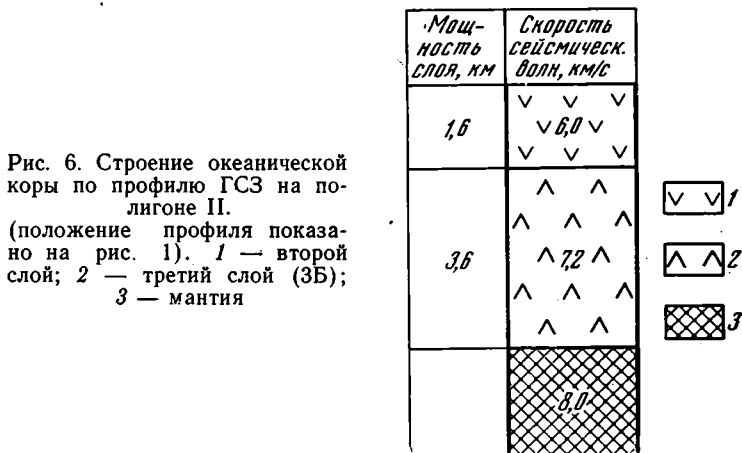 Мощ-
ность
слоя, км
Скорость
сейсмическ.
волн, км/с
1,6
6,0
3,6
7,2
8,0
1
2
3
Рис. 6. Строение океанической
коры по профилю ГСЗ на по-
лигоне II.
(положение профиля показа-
но на рис. 1). 1 — второй
слой; 2 — третий слой (3Б);
3 — мантия